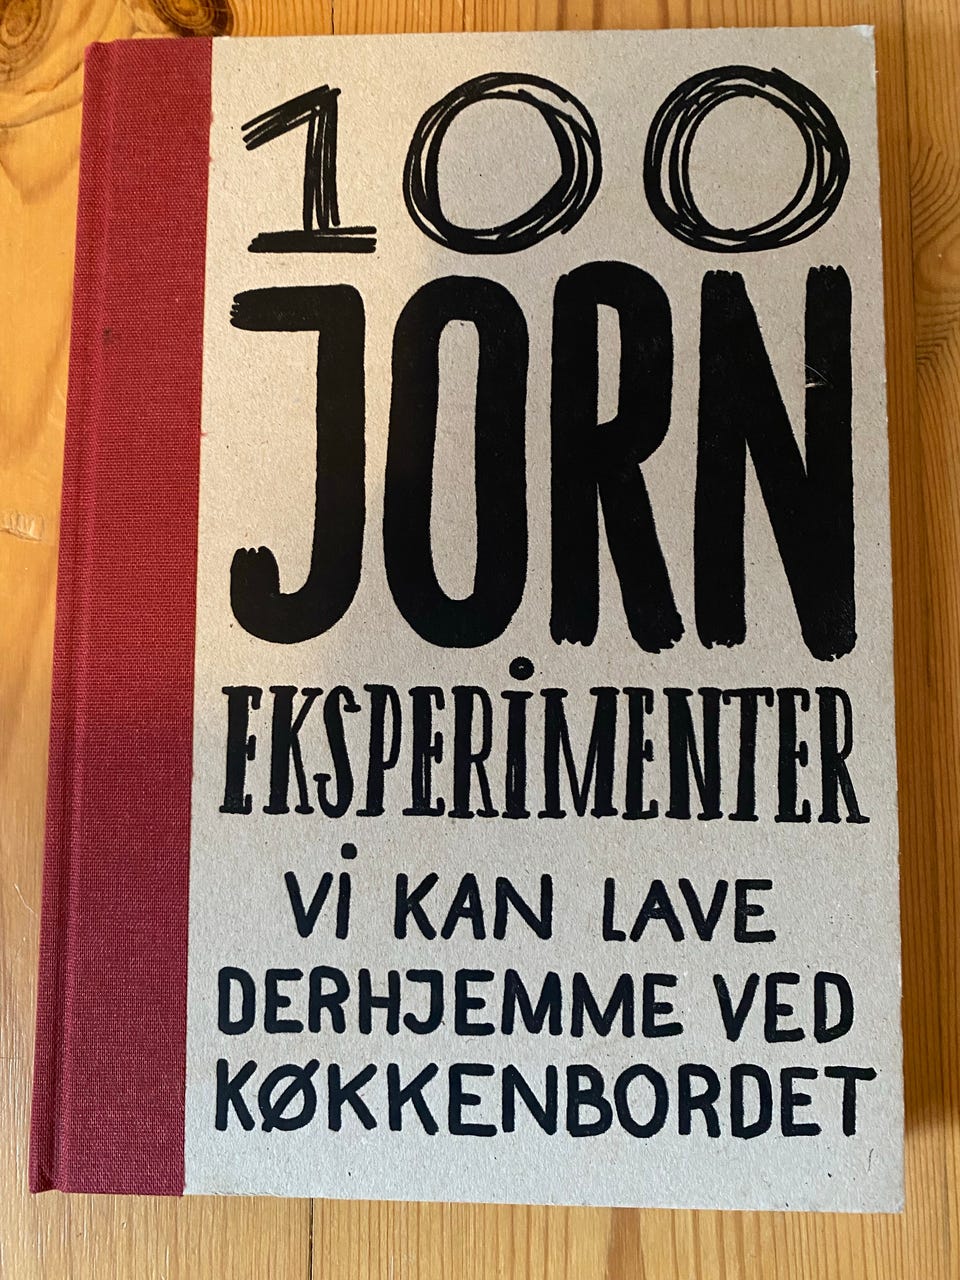 100
JORN
EKSPERiMENTER
Vi KAN LAVE
DERHJEMME VED
KØKKENBORDET